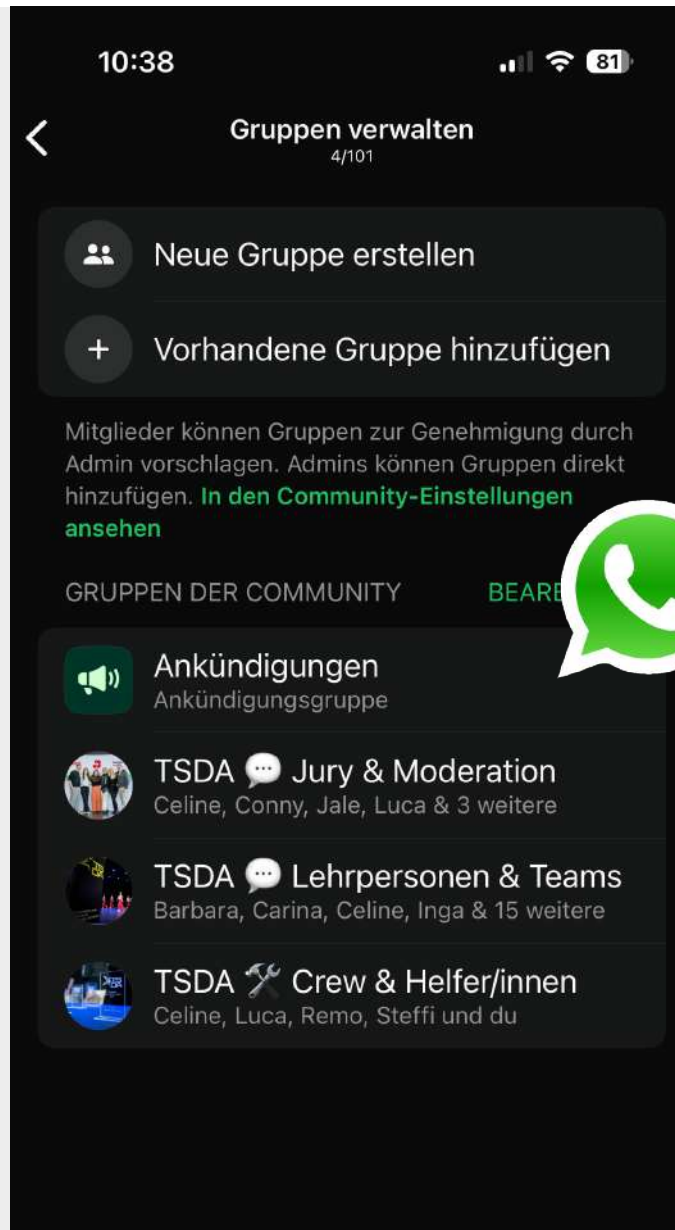 10:38
81
Gruppen verwalten
4/101
Neue Gruppe erstellen
Vorhandene Gruppe hinzufügen
Mitglieder können Gruppen zur Genehmigung durch
Admin vorschlagen. Admins können Gruppen direkt
hinzufügen. In den Community-Einstellungen
ansehen
GRUPPEN DER COMMUNITY
Ankündigungen
Ankündigungsgruppe
TSDA 💬 Jury & Moderation
Celine, Conny, Jale, Luca & 3 weitere
TSDA 💬 Lehrpersonen & Teams
Barbara, Carina, Celine, Inga & 15 weitere
TSDA 🛠 Crew & Helfer/innen
Celine, Luca, Remo, Steffi und du